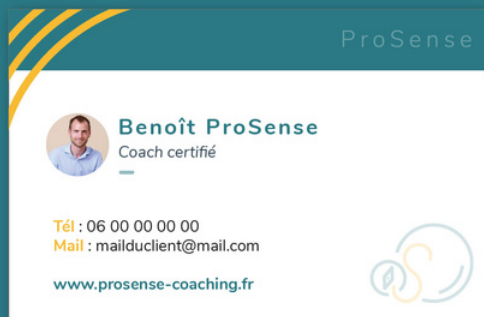 ProSense
Benoît ProSense
Coach certifié
Tél : 06 00 00 00 00
Mail : mailduclient@mail.com
www.prosense-coaching.fr